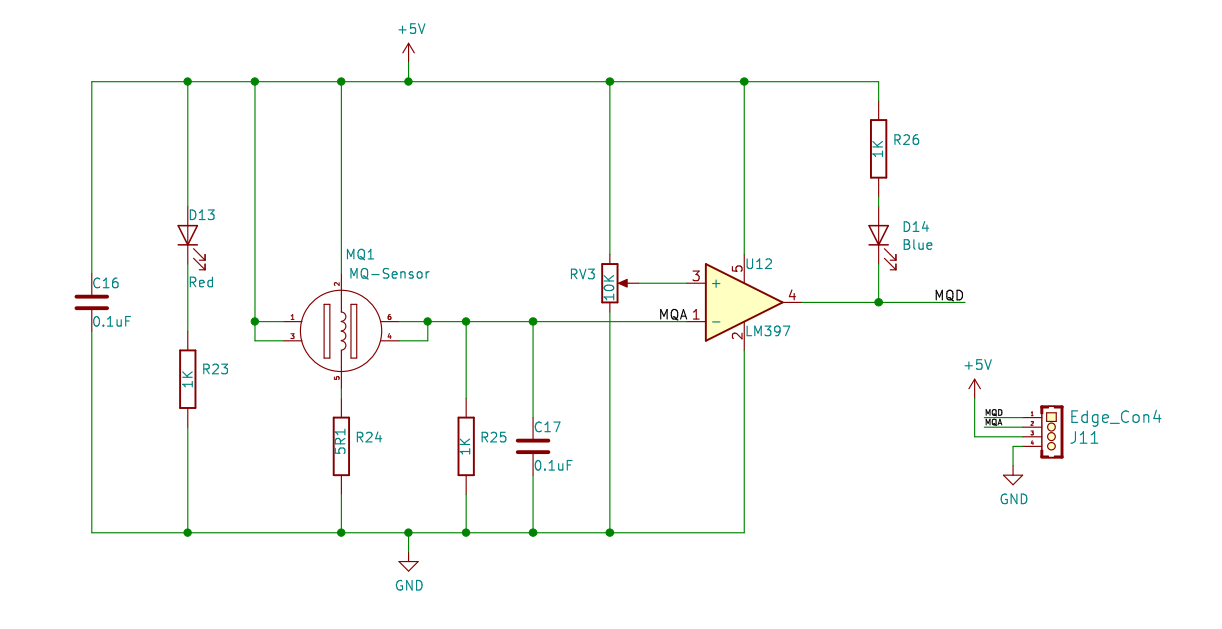 +5V
R26
1K
D13
D14
Blue
MQ1
MQ-Sensor
2
U12
5
RV3
10K
3
+
C16
Red
4
MQD
0.1uF
1
6
MQA
1
-
3
4
2
LM397
R23
1K
5
+5V
MQD
1
Edge_Con4
MQA
2
3
J11
4
5R1
R24
1K
R25
C17
0.1uF
GND
GND